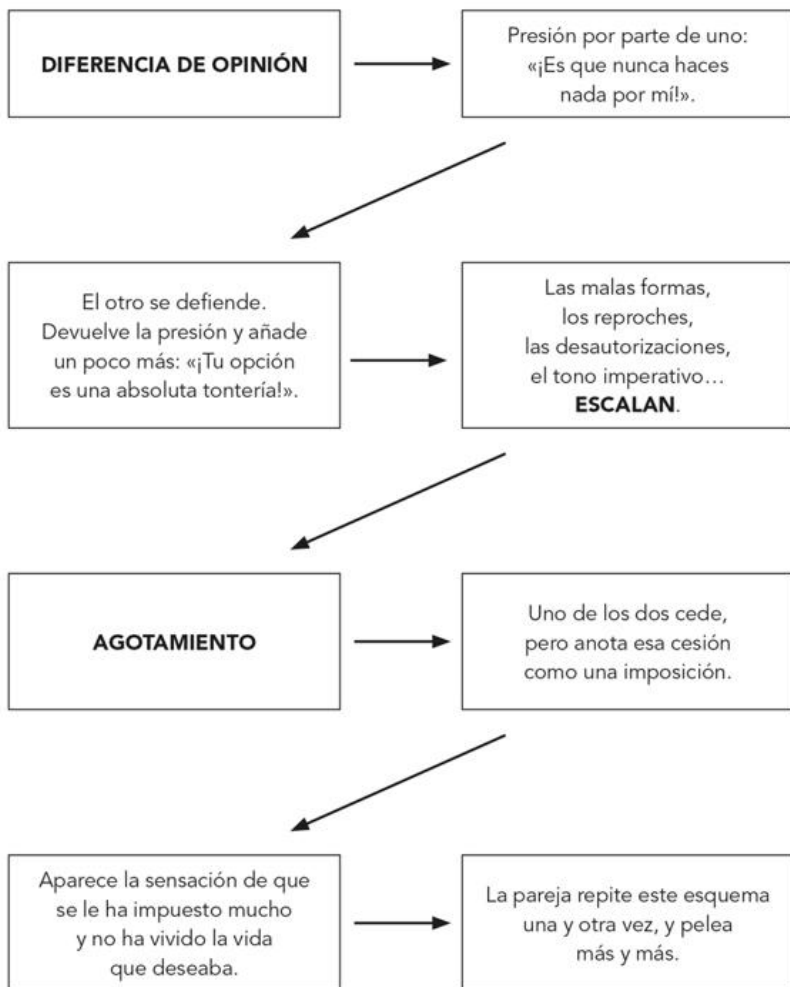 DIFERENCIA DE OPINIÓN
Presión por parte de uno:
«¡Es que nunca haces
nada por mí!».
El otro se defiende.
Devuelve la presión y añade
un poco más: «¡Tu opción
es una absoluta tontería!».
Las malas formas,
los reproches,
las desautorizaciones,
el tono imperativo…
ESCALAN.
AGOTAMIENTO
Uno de los dos cede,
pero anota esa cesión
como una imposición.
Aparece la sensación de que
se le ha impuesto mucho
y no ha vivido la vida
que deseaba.
La pareja repite este esquema
una y otra vez, y pelea
más y más.